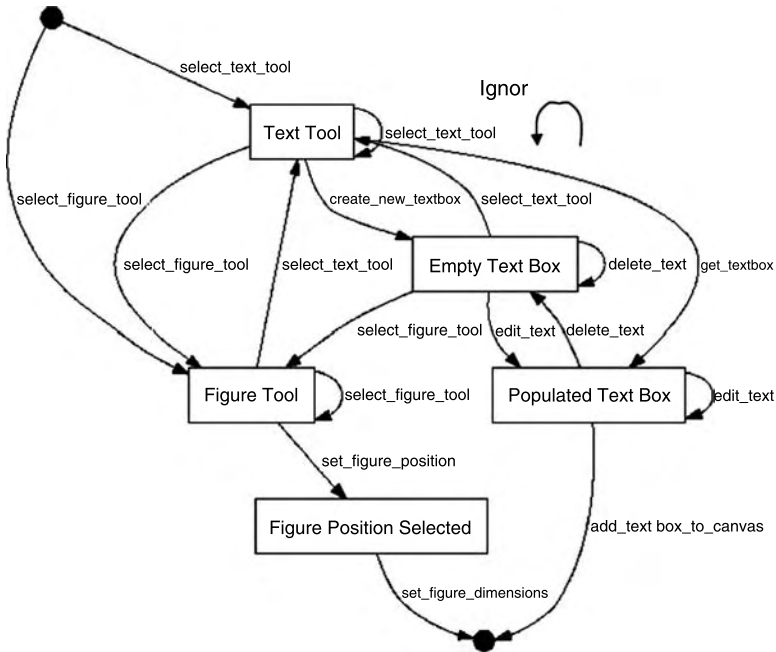 select_text_tool
Ignor
Text Tool
select_text_tool
select_figure_tool
create_new_textbox
select_text_tool
select_figure_tool
select_text_tool
Empty Text Box
delete_text
get_textbox
select_figure_tool
edit_text
delete_text
Figure Tool
select_figure_tool
Populated Text Box
edit_text
set_figure_position
Figure Position Selected
add_text box_to_canvas
set_figure_dimensions